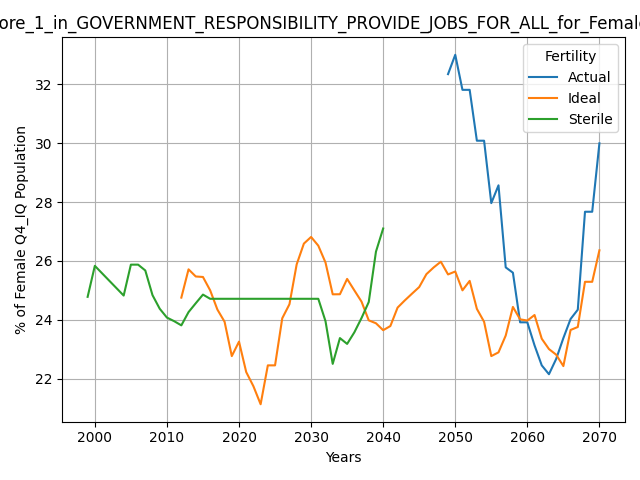 ore_1_in_GOVERNMENT_RESPONSIBILITY_PROVIDE_JOBS_FOR_ALL_for_Female
Fertility
Actual
Ideal
Sterile
% of Female Q4_IQ Population
32
30
28
26
24
22
2000 2010 2020 2030 2040 2050 2060 2070
Years